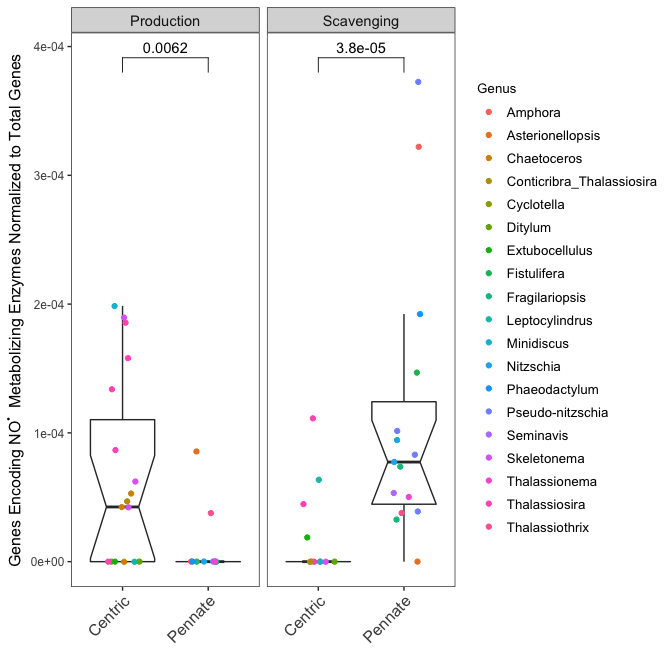 Production
Scavenging
Genes Encoding NO• Metabolizing Enzymes Normalized to Total Genes
4e-04
3e-04
2e-04
1e-04
0e+00
0.0062
3.8e-05
Centric
Pennate
Centric
Pennate
Genus
Amphora
Asterionellopsis
Chaetoceros
Conticribra_Thalassiosira
Cyclotella
Ditylum
Extubocellulus
Fistulifera
Fragilariopsis
Leptocylindrus
Minidiscus
Nitzschia
Phaeodactylum
Pseudo-nitzschia
Seminavis
Skeletonema
Thalassionema
Thalassiosira
Thalassiothrix